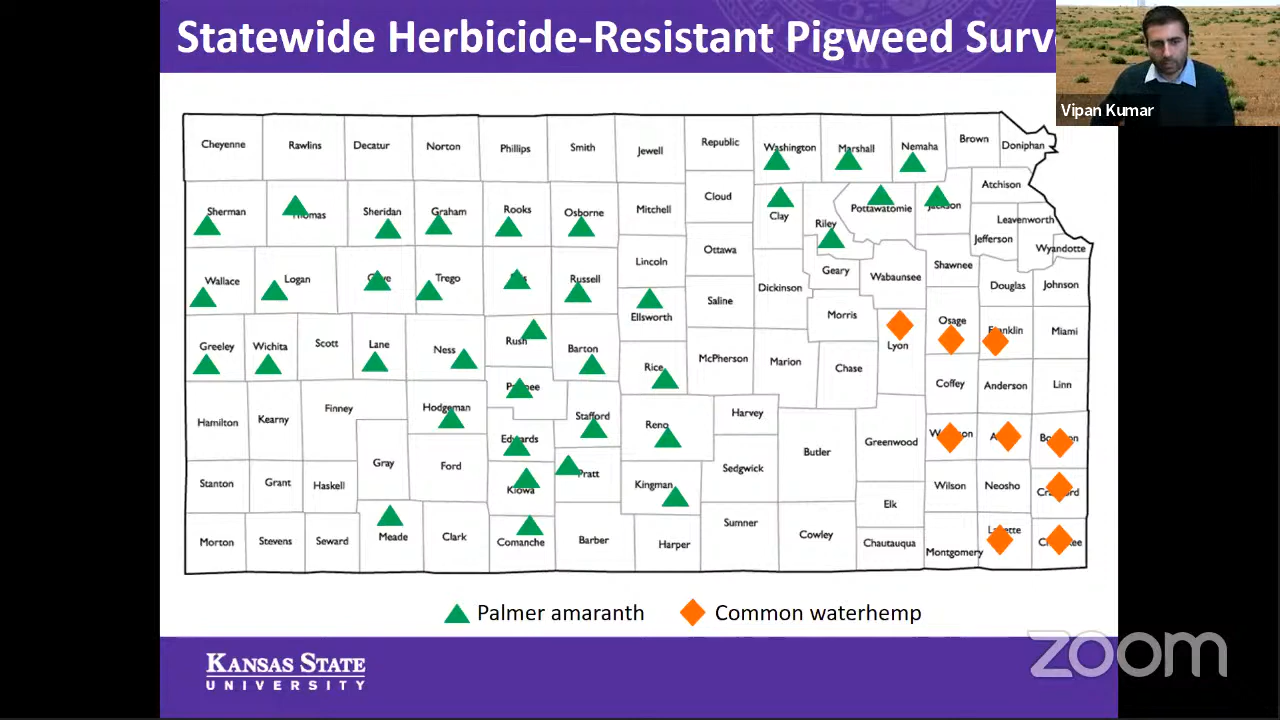 Statewide Herbicide-Resistant Pigweed Surv
Vipan Kumar
Cheyenne Rawlins Decatur Norton Phillips Smith Jewell Republic Washington Marshall Nemaha Brown Doniphan
Atchison
Sherman Thomas Sheridan Graham Rooks Osborne Mitchell Cloud Clay Riley Pottawatomie Jackson
Leavenworth
Jefferson
Wyandotte
Wallace Logan Trego Russell Lincoln Ottawa Dickinson Geary Wabaunsee Shawnee Douglas Johnson
Ellsworth Saline Morris Osage Franklin Miami
Greeley Wichita Scott Lane Ness Rush Barton Rice McPherson Marion Chase Lyon
Coffey Anderson Linn
Hamilton Kearny Finney Hodgeman Stafford Reno Harvey Butler Greenwood
Edwards
Gray Ford Pratt Kingman Sedgwick
Stanton Grant Haskell Kiowa Elk Wilson Neosho
Morton Stevens Seward Meade Clark Comanche Barber Harper Sumner Cowley Chautauqua Montgomery
Palmer amaranth Common waterhemp
KANSAS STATE
UNIVERSITY
zoom